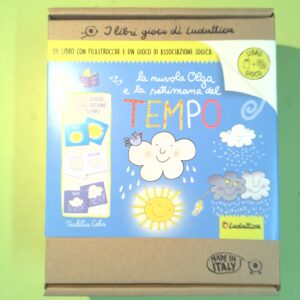 I libri gioco di Ludattica
UN LIBRO CON FILASTROCCHE E UN GIOCO DI ASSOCIAZIONE LOGICA
LIBRO
GIOCO
la nuvola Olga
e la settimana del
TEMPO
Nicoletta Costa
Ludattica
MADE IN
ITALY